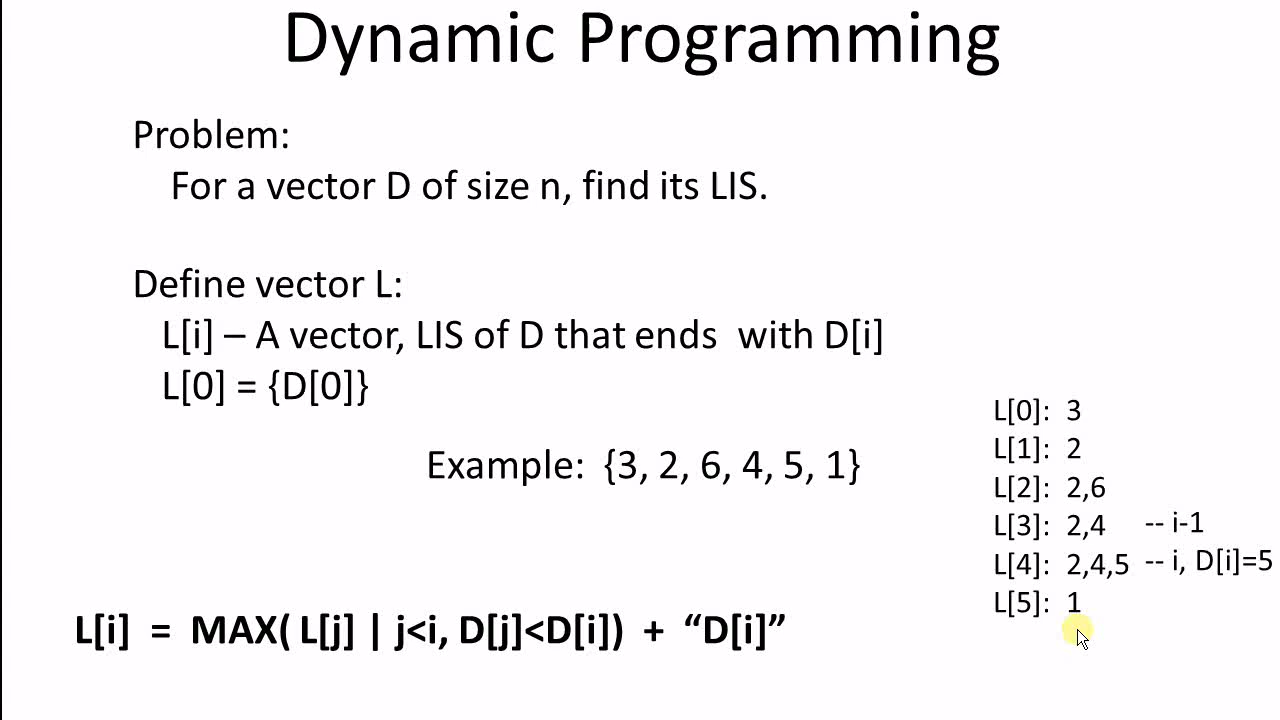 Dynamic Programming
Problem:
For a vector D of size n, find its LIS.
Define vector L:
L[i] – A vector, LIS of D that ends with D[i]
L[0] = {D[0]}
Example: {3, 2, 6, 4, 5, 1}
L[0]: 3
L[1]: 2
L[2]: 2,6
L[3]: 2,4 -- i-1
L[4]: 2,4,5 -- i, D[i]=5
L[5]: 1
L[i] = MAX( L[j] | j<i, D[j]<D[i]) + “D[i]”